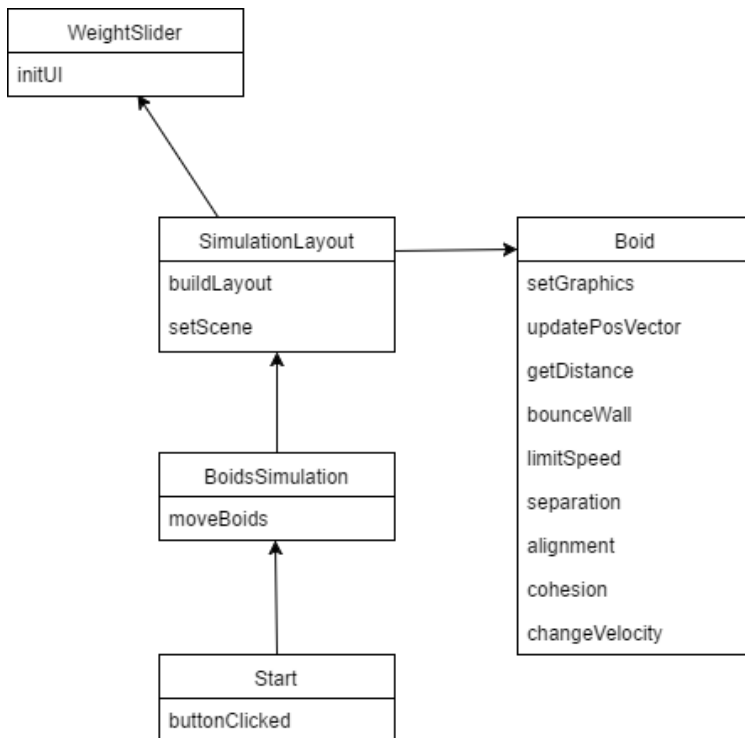 WeightSlider
initUI
SimulationLayout
buildLayout
setScene
Boid
setGraphics
updatePosVector
getDistance
bounceWall
limitSpeed
separation
alignment
cohesion
changeVelocity
BoidsSimulation
moveBoids
Start
buttonClicked